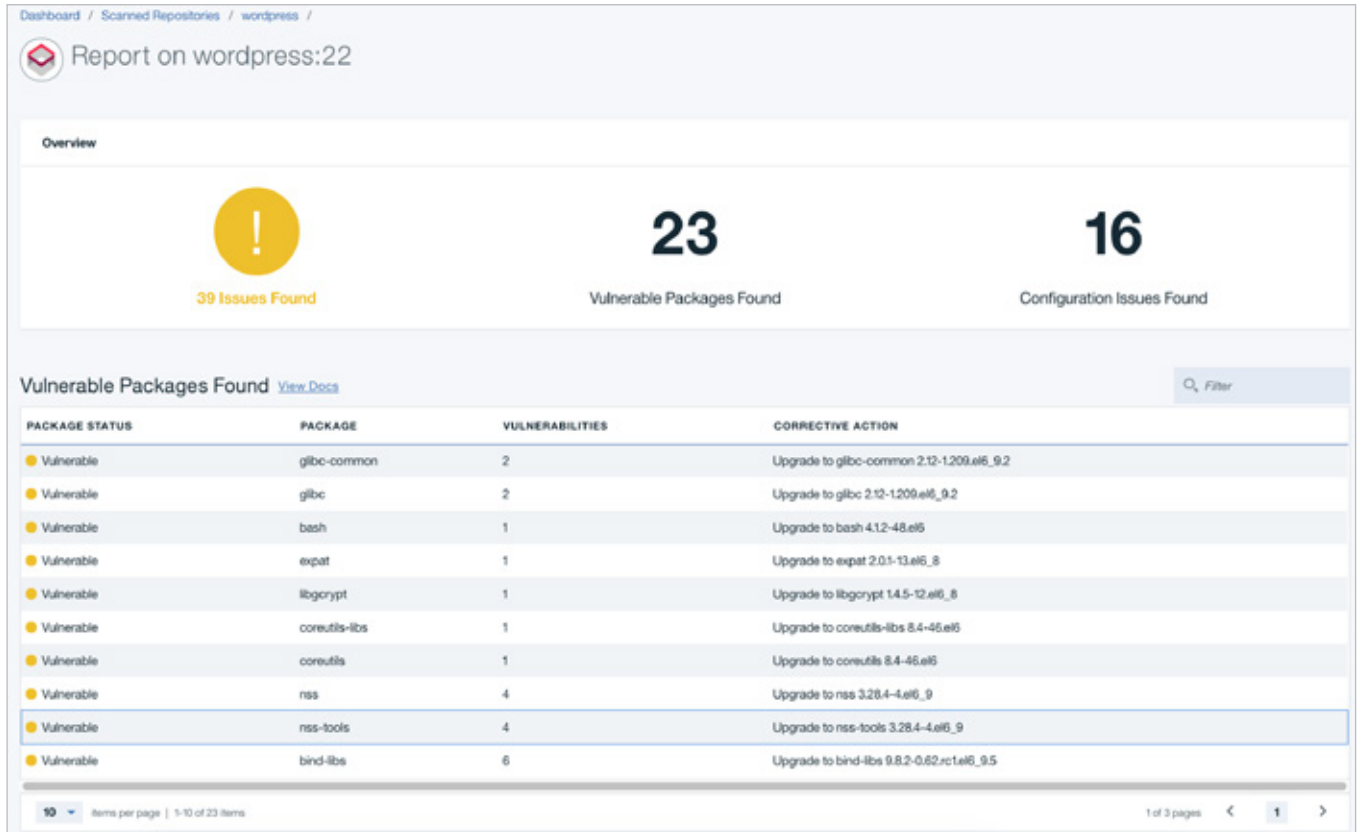 Dashboard / Scanned Repositories / wordpress /
Report on wordpress:22
Overview
!
39 Issues Found
23
Vulnerable Packages Found
16
Configuration Issues Found
Vulnerable Packages Found View Docs
Filter
PACKAGE STATUS PACKAGE VULNERABILITIES CORRECTIVE ACTION
Vulnerable glibc-common 2 Upgrade to glibc-common 2.12-1.209.el6_9.2
Vulnerable glibc 2 Upgrade to glibc 2.12-1.209.el6_9.2
Vulnerable bash 1 Upgrade to bash 4.1.2-48.el6
Vulnerable expat 1 Upgrade to expat 2.0.1-13.el6_8
Vulnerable libgcrypt 1 Upgrade to libgcrypt 1.4.5-12.el6_8
Vulnerable coreutils-libs 1 Upgrade to coreutils-libs 8.4-46.el6
Vulnerable coreutils 1 Upgrade to coreutils 8.4-46.el6
Vulnerable nss 4 Upgrade to nss 3.28.4-4.el6_9
Vulnerable nss-tools 4 Upgrade to nss-tools 3.28.4-4.el6_9
Vulnerable bind-libs 6 Upgrade to bind-libs 9.8.2-0.62.rc1.el6_9.5
10 items per page | 1-10 of 23 items 1 of 3 pages < 1 >